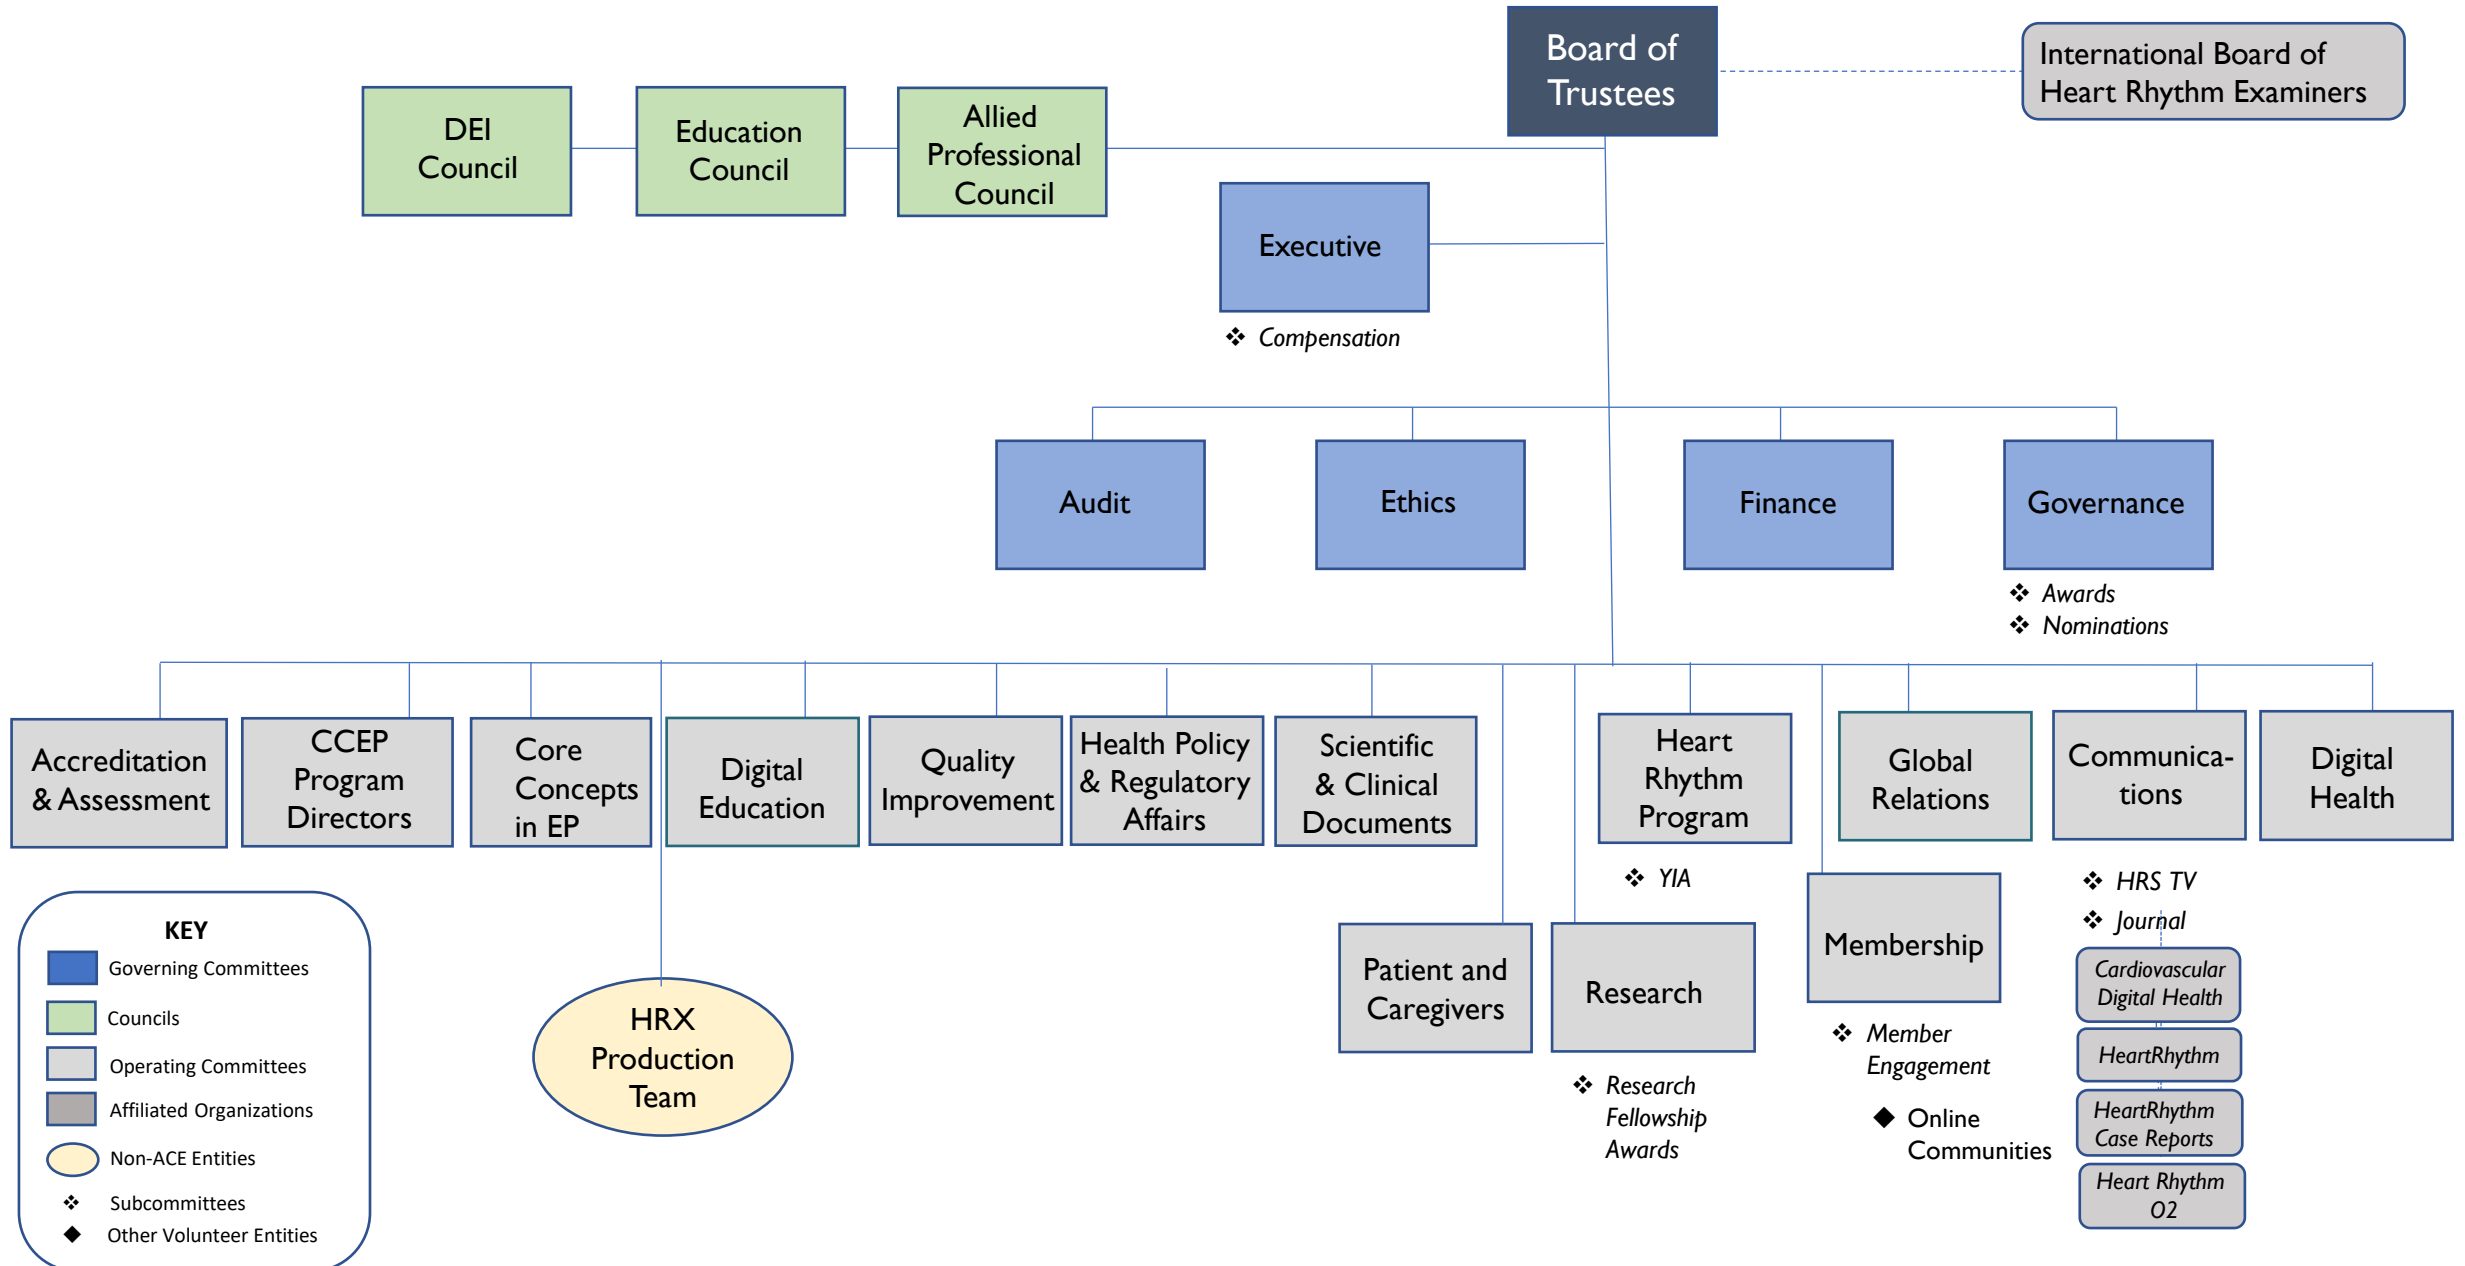 Board of
Trustees
International Board of
Heart Rhythm Examiners
DEI
Council
Education
Council
Allied
Professional
Council
Executive
❖ Compensation
Audit
Ethics
Finance
Governance
❖ Awards
❖ Nominations
Accreditation
& Assessment
CCEP
Program
Directors
Core
Concepts
in EP
Digital
Education
Quality
Improvement
Health Policy
& Regulatory
Affairs
Scientific
& Clinical
Documents
Heart
Rhythm
Program
❖ YIA
Global
Relations
Communica-
tions
❖ HRS TV
❖ Journal
Digital
Health
Patient and
Caregivers
Research
❖ Research
Fellowship
Awards
Membership
❖ Member
Engagement
◆ Online
Communities
Cardiovascular
Digital Health
HeartRhythm
HeartRhythm
Case Reports
Heart Rhythm
O2
HRX
Production
Team
KEY
Governing Committees
Councils
Operating Committees
Affiliated Organizations
Non-ACE Entities
❖ Subcommittees
◆ Other Volunteer Entities